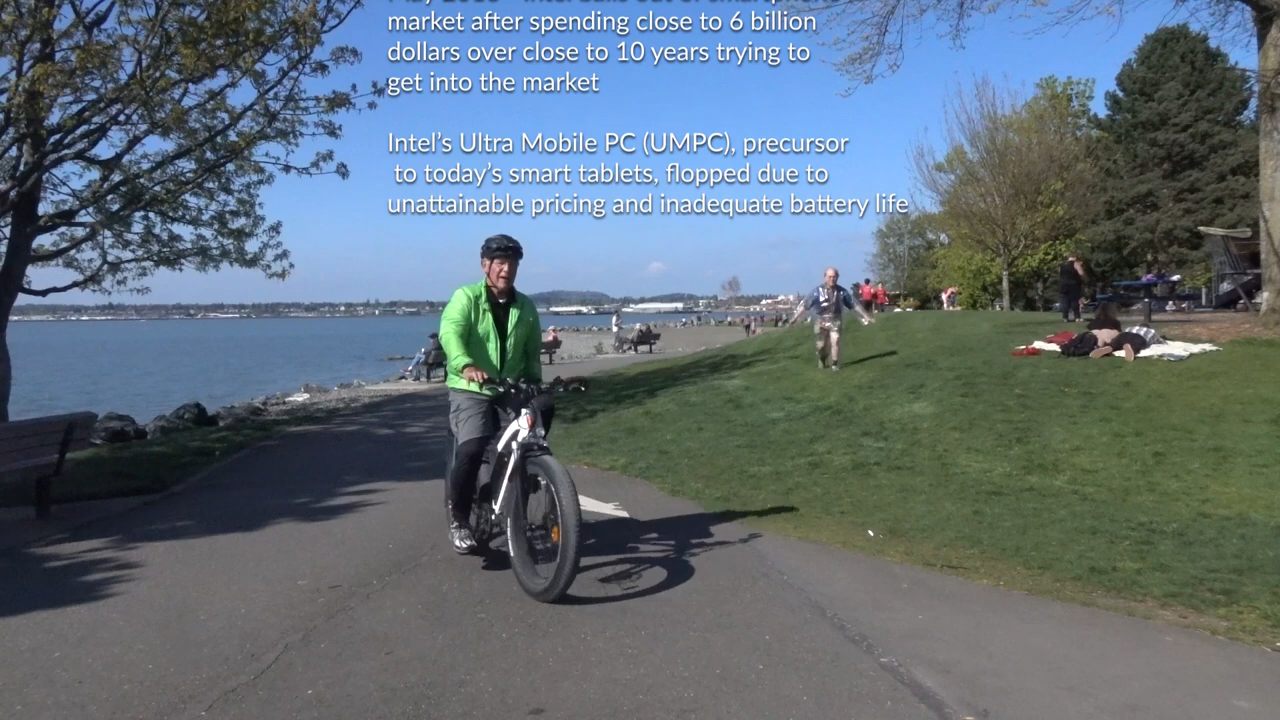 market after spending close to 6 billion
dollars over close to 10 years trying to
get into the market
Intel's Ultra Mobile PC (UMPC), precursor
to today's smart tablets, flopped due to
unattainable pricing and inadequate battery life